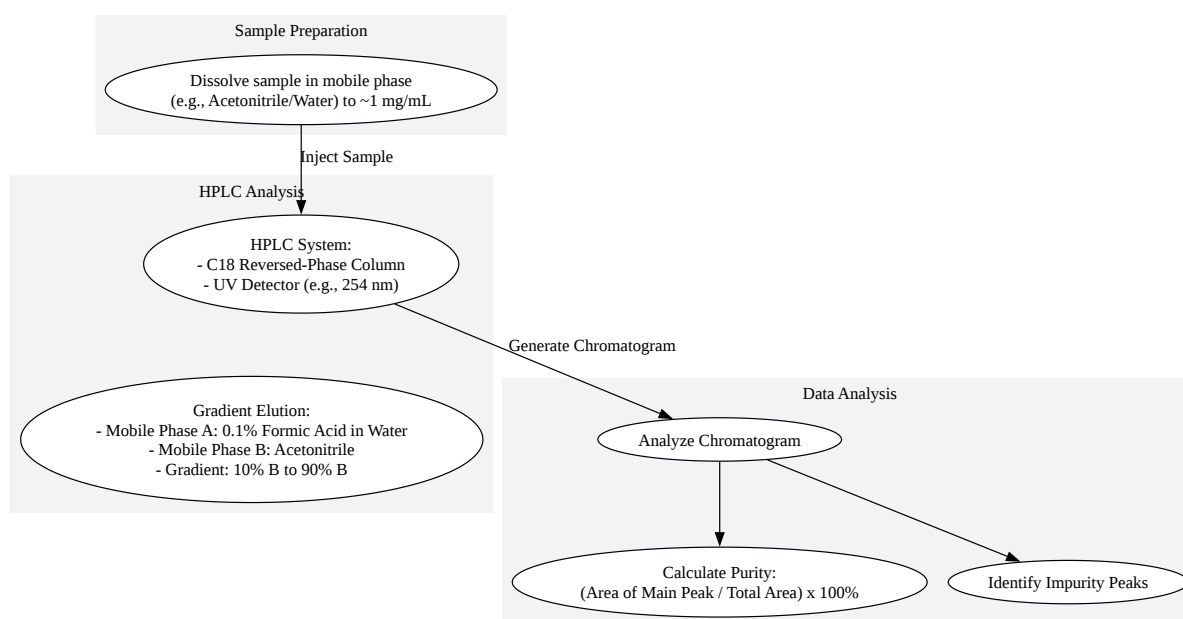 Sample Preparation
Dissolve sample in mobile phase
(e.g., Acetonitrile/Water) to ~1 mg/mL
Inject Sample
HPLC Analysis
HPLC System:
- C18 Reversed-Phase Column
- UV Detector (e.g., 254 nm)
Generate Chromatogram
Gradient Elution:
- Mobile Phase A: 0.1% Formic Acid in Water
- Mobile Phase B: Acetonitrile
- Gradient: 10% B to 90% B
Data Analysis
Analyze Chromatogram
Calculate Purity:
(Area of Main Peak / Total Area) x 100%
Identify Impurity Peaks